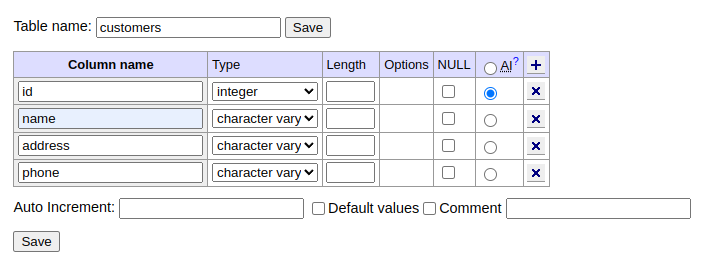 Table name: customers Save
Column name Type Length Options NULL AI? +
id integer x
name character vary x
address character vary x
phone character vary x
Auto Increment: Default values Comment
Save